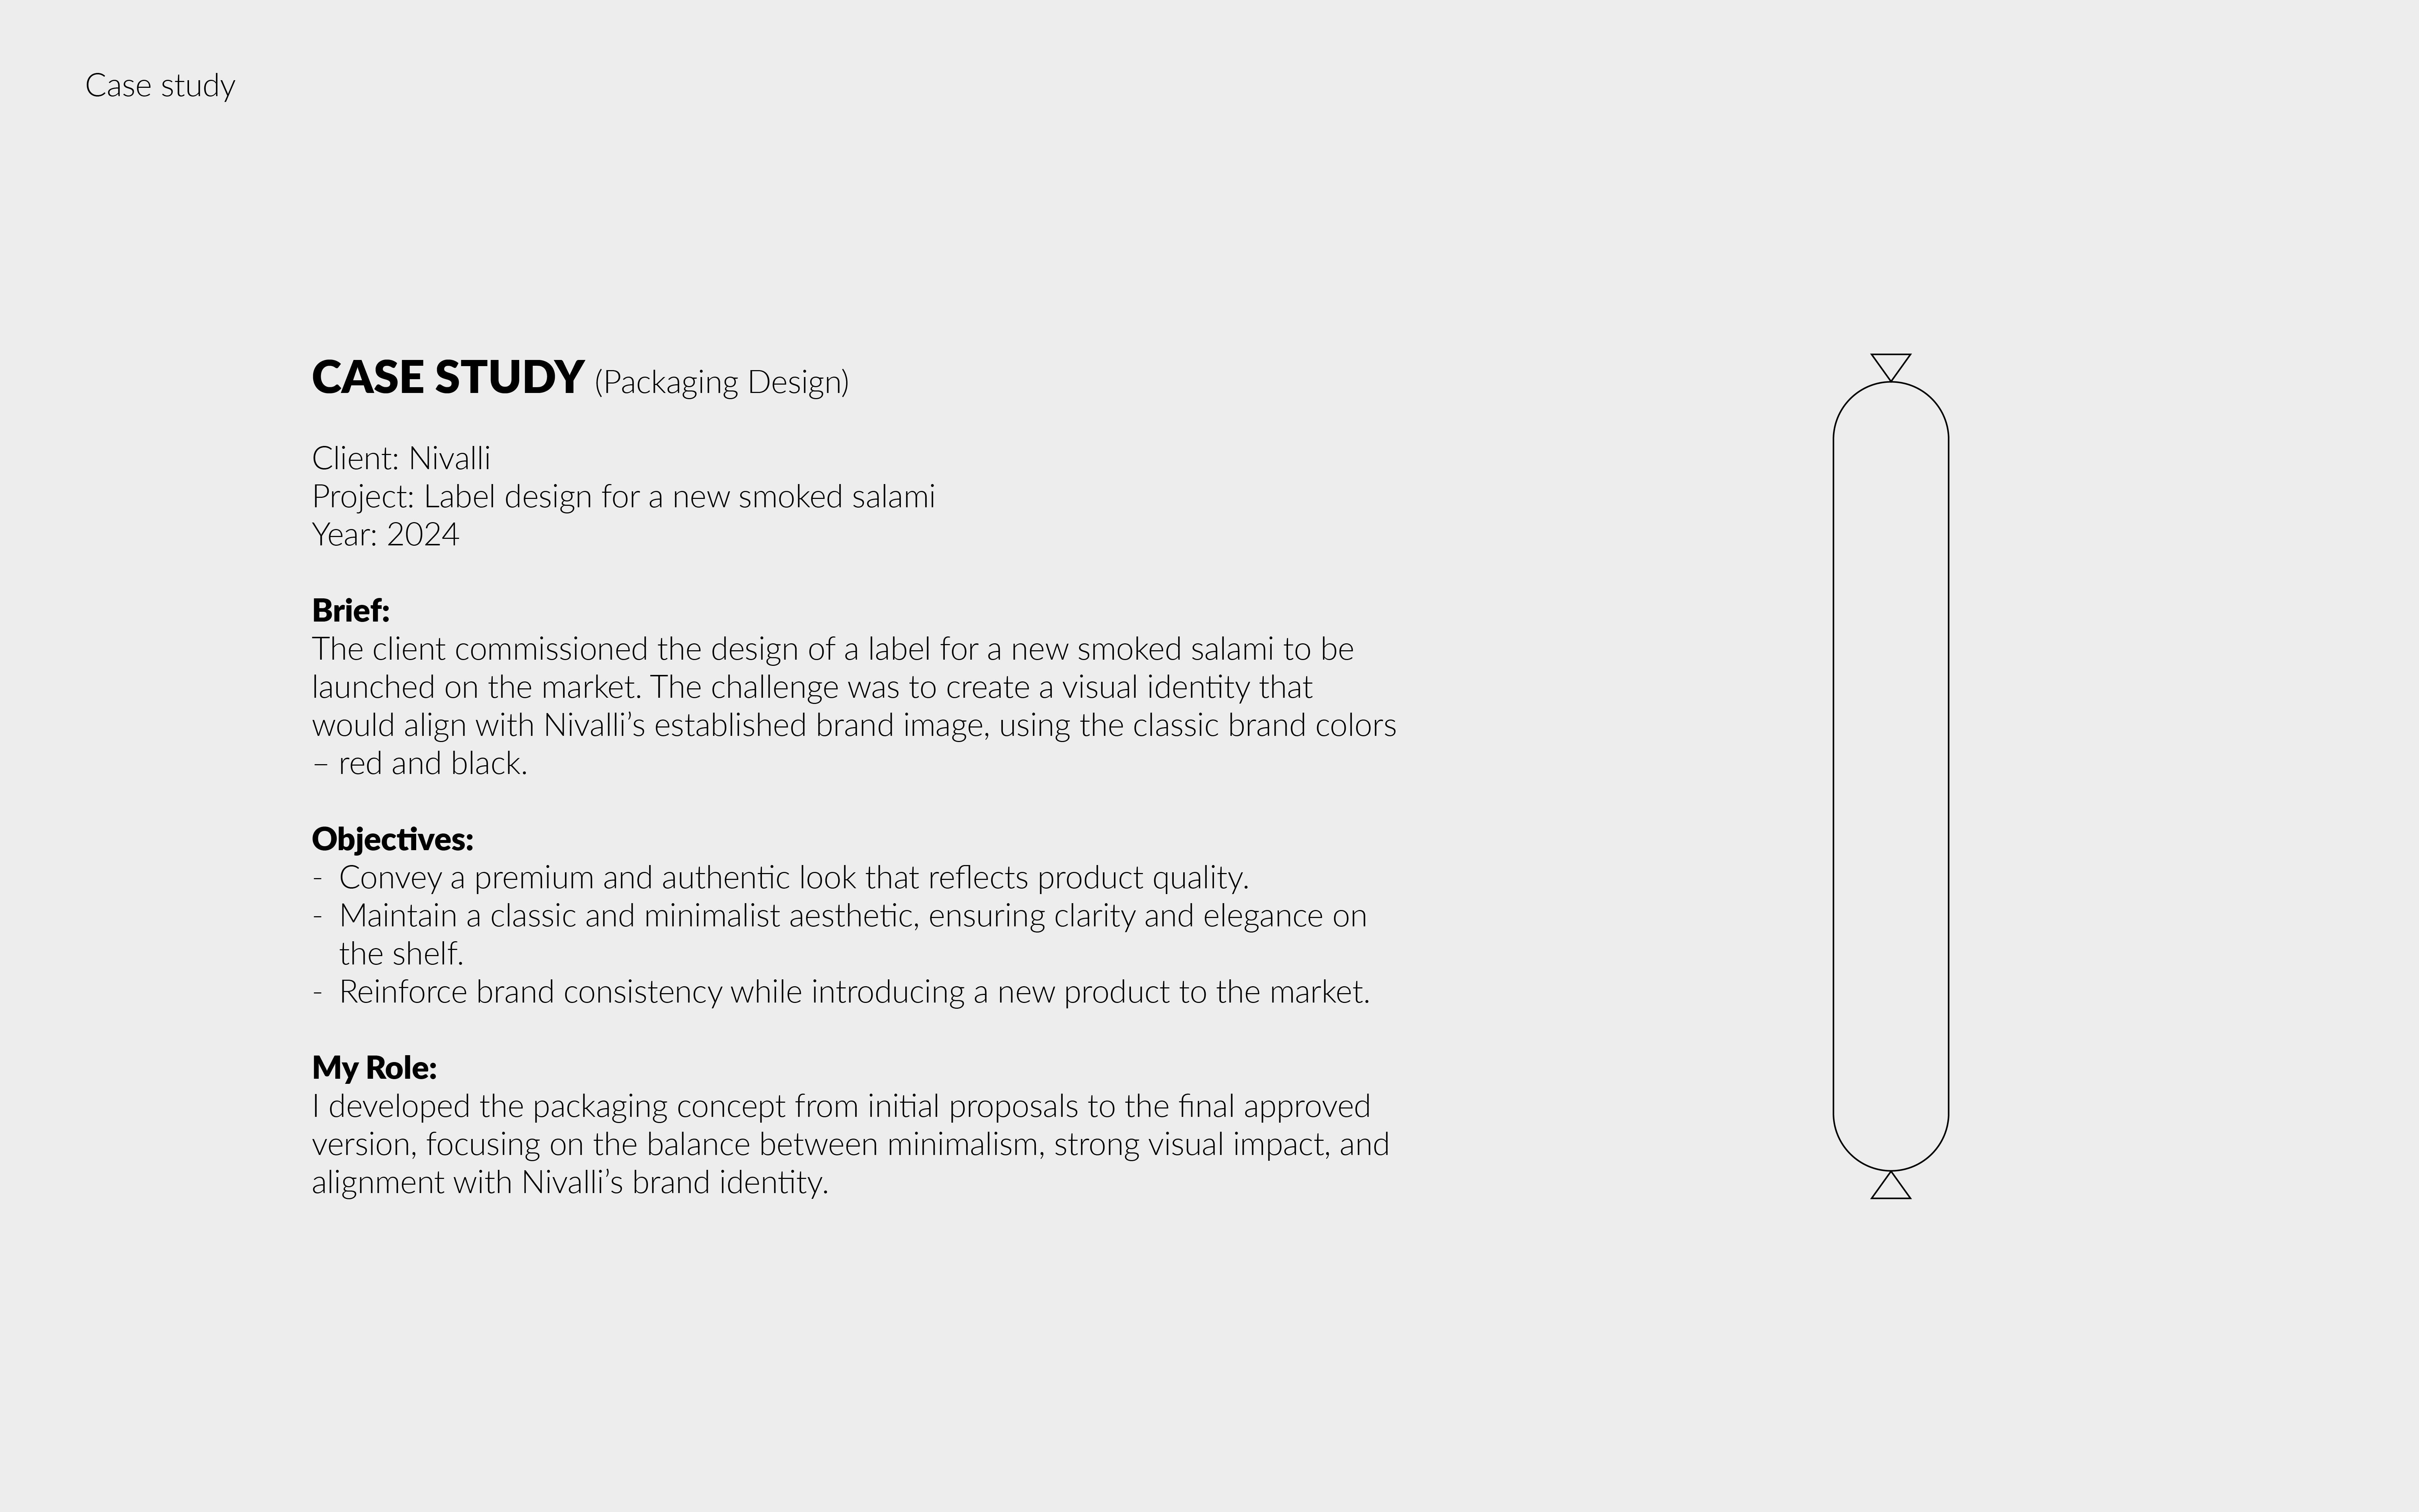 Case study
CASE STUDY (Packaging Design)
Client: Nivalli
Project: Label design for a new smoked salami
Year: 2024
Brief:
The client commissioned the design of a label for a new smoked salami to be
launched on the market. The challenge was to create a visual identity that
would align with Nivalli’s established brand image, using the classic brand colors
– red and black.
Objectives:
- Convey a premium and authentic look that reflects product quality.
- Maintain a classic and minimalist aesthetic, ensuring clarity and elegance on
the shelf.
- Reinforce brand consistency while introducing a new product to the market.
My Role:
I developed the packaging concept from initial proposals to the final approved
version, focusing on the balance between minimalism, strong visual impact, and
alignment with Nivalli’s brand identity.